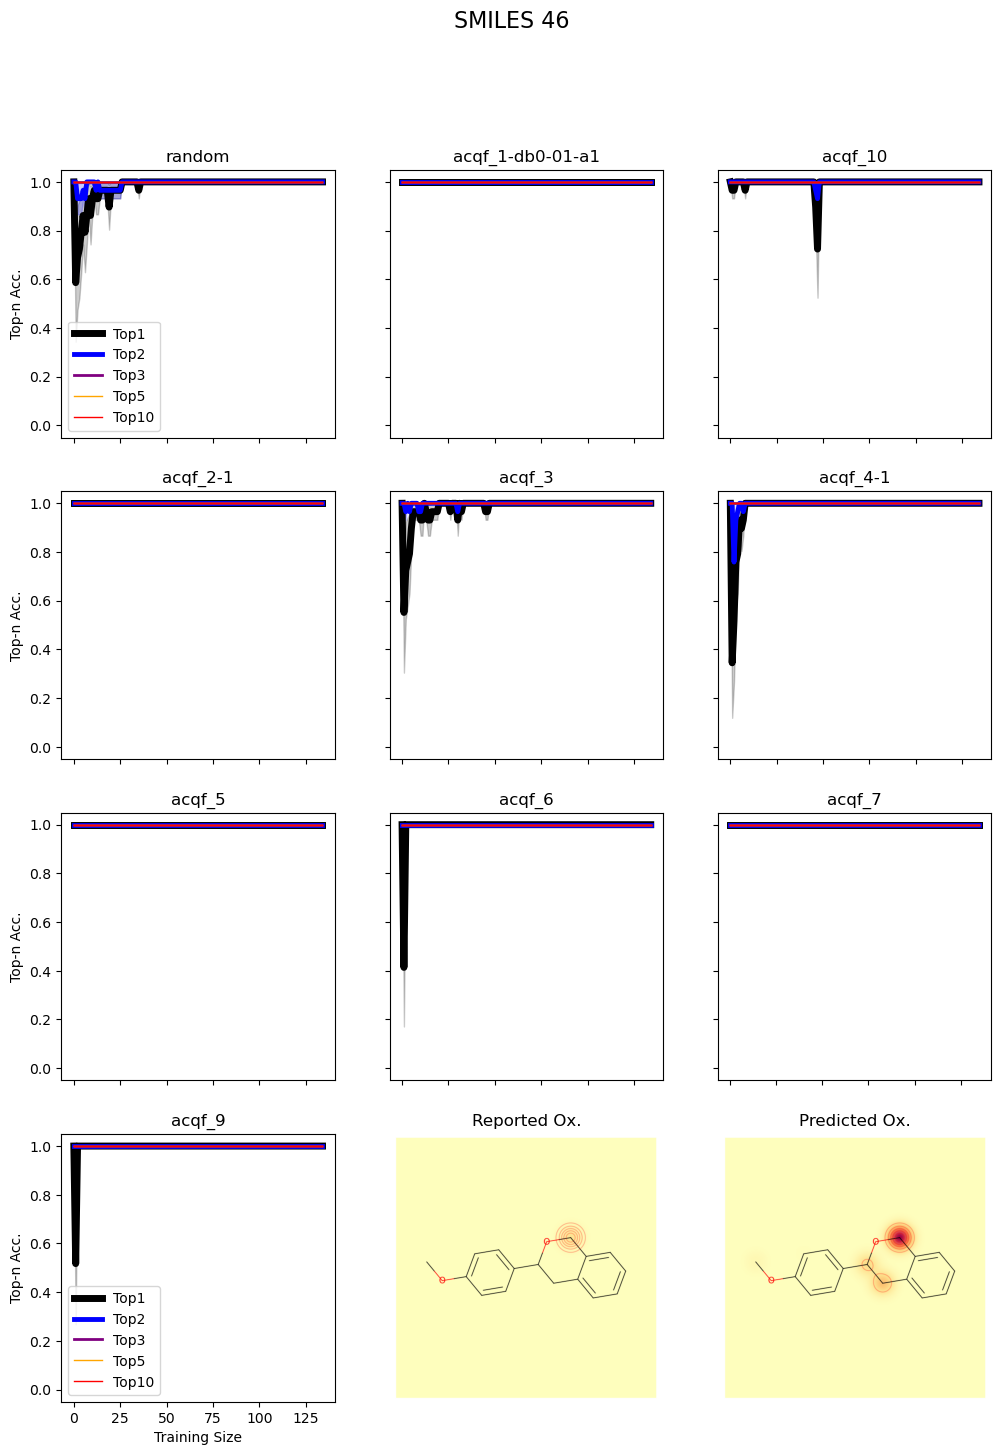 SMILES 46
random
acqf_1-db0-01-a1
acqf_10
Top-n Acc.
1.0
0.8
0.6
0.4
0.2
0.0
Top1
Top2
Top3
Top5
Top10
acqf_2-1
acqf_3
acqf_4-1
Top-n Acc.
1.0
0.8
0.6
0.4
0.2
0.0
acqf_5
acqf_6
acqf_7
Top-n Acc.
1.0
0.8
0.6
0.4
0.2
0.0
acqf_9
Reported Ox.
Predicted Ox.
Top-n Acc.
1.0
0.8
0.6
0.4
0.2
0.0
Top1
Top2
Top3
Top5
Top10
0 25 50 75 100 125
Training Size
O
O
O
O